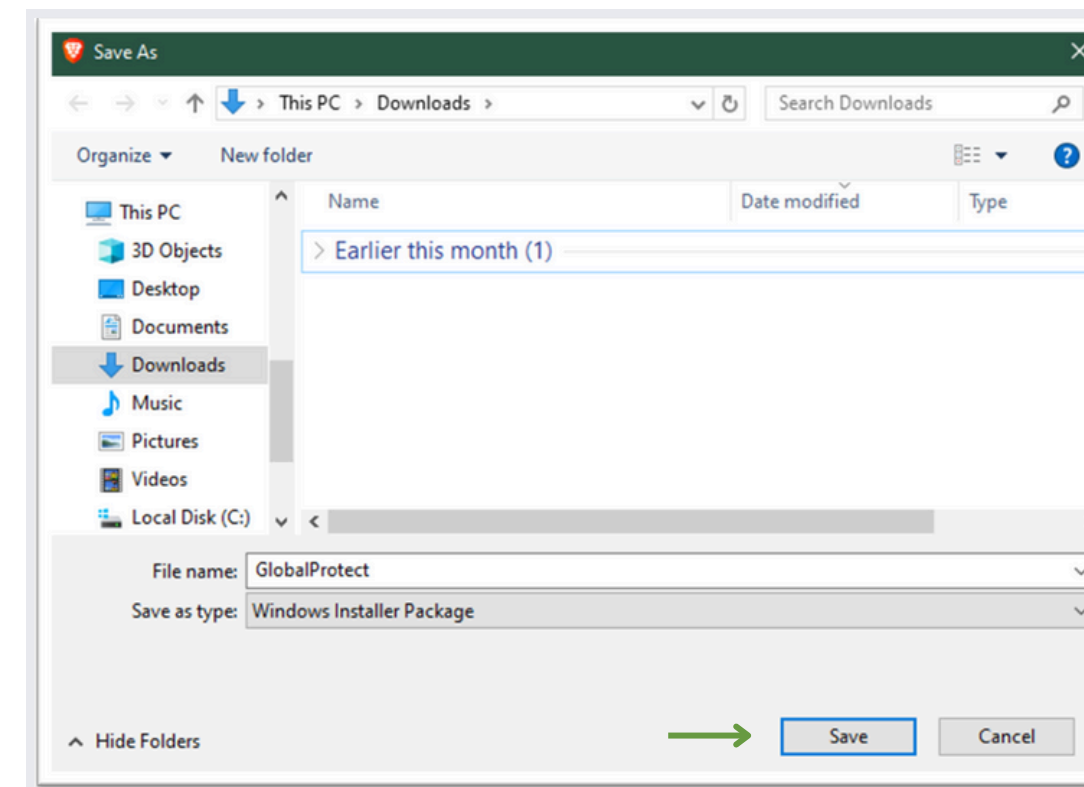 Save As
This PC > Downloads >
Search Downloads
Organize
New folder
Name
Date modified
Type
This PC
3D Objects
Desktop
Documents
Downloads
Music
Pictures
Videos
Local Disk (C:)
Earlier this month (1)
File name: GlobalProtect
Save as type: Windows Installer Package
Hide Folders
Save
Cancel